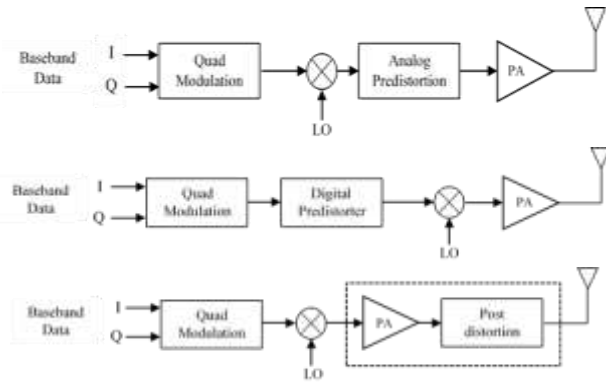 Baseband
Data
I
Q
Quad
Modulation
LO
Analog
Predistortion
PA
Baseband
Data
I
Q
Quad
Modulation
Digital
Predistorter
LO
PA
Baseband
Data
I
Q
Quad
Modulation
LO
PA
Post
distortion